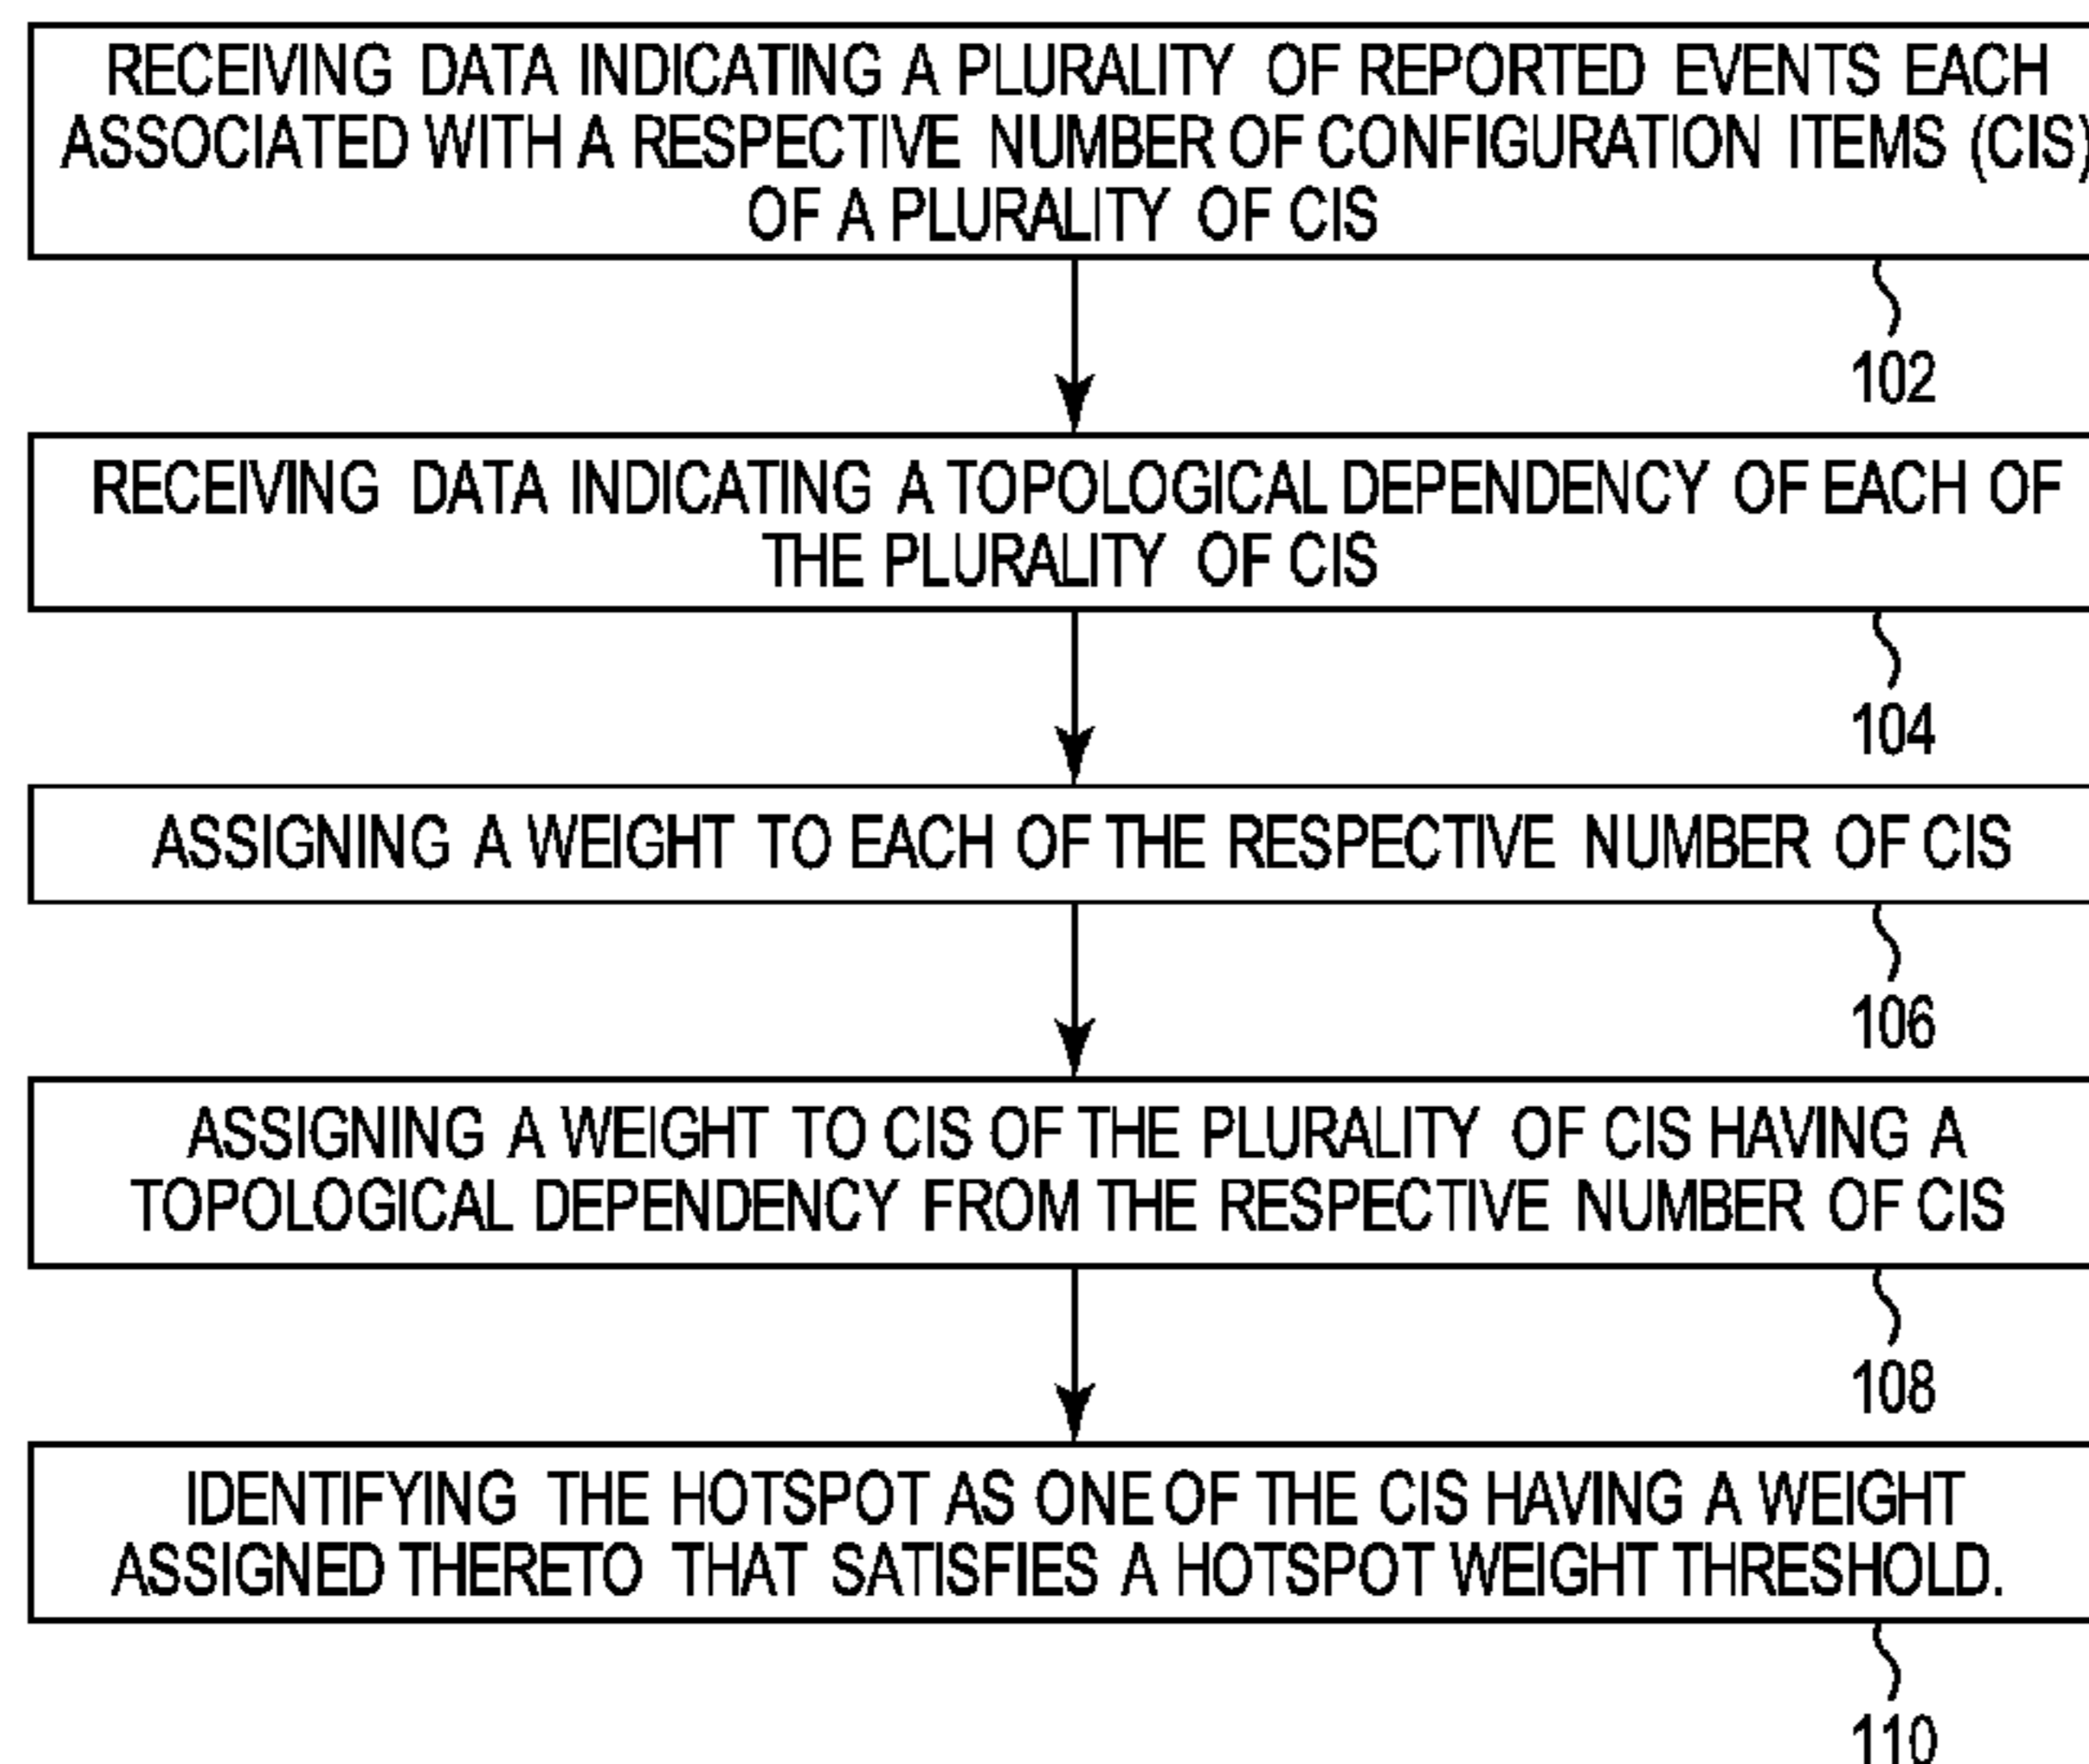 RECEIVING DATA INDICATING A PLURALITY OF REPORTED EVENTS EACH
ASSOCIATED WITH A RESPECTIVE NUMBER OF CONFIGURATION ITEMS (CIS)
OF A PLURALITY OF CIS
102
RECEIVING DATA INDICATING A TOPOLOGICAL DEPENDENCY OF EACH OF
THE PLURALITY OF CIS
104
ASSIGNING A WEIGHT TO EACH OF THE RESPECTIVE NUMBER OF CIS
106
ASSIGNING A WEIGHT TO CIS OF THE PLURALITY OF CIS HAVING A
TOPOLOGICAL DEPENDENCY FROM THE RESPECTIVE NUMBER OF CIS
108
IDENTIFYING THE HOTSPOT AS ONE OF THE CIS HAVING A WEIGHT
ASSIGNED THERETO THAT SATISFIES A HOTSPOT WEIGHT THRESHOLD.
110